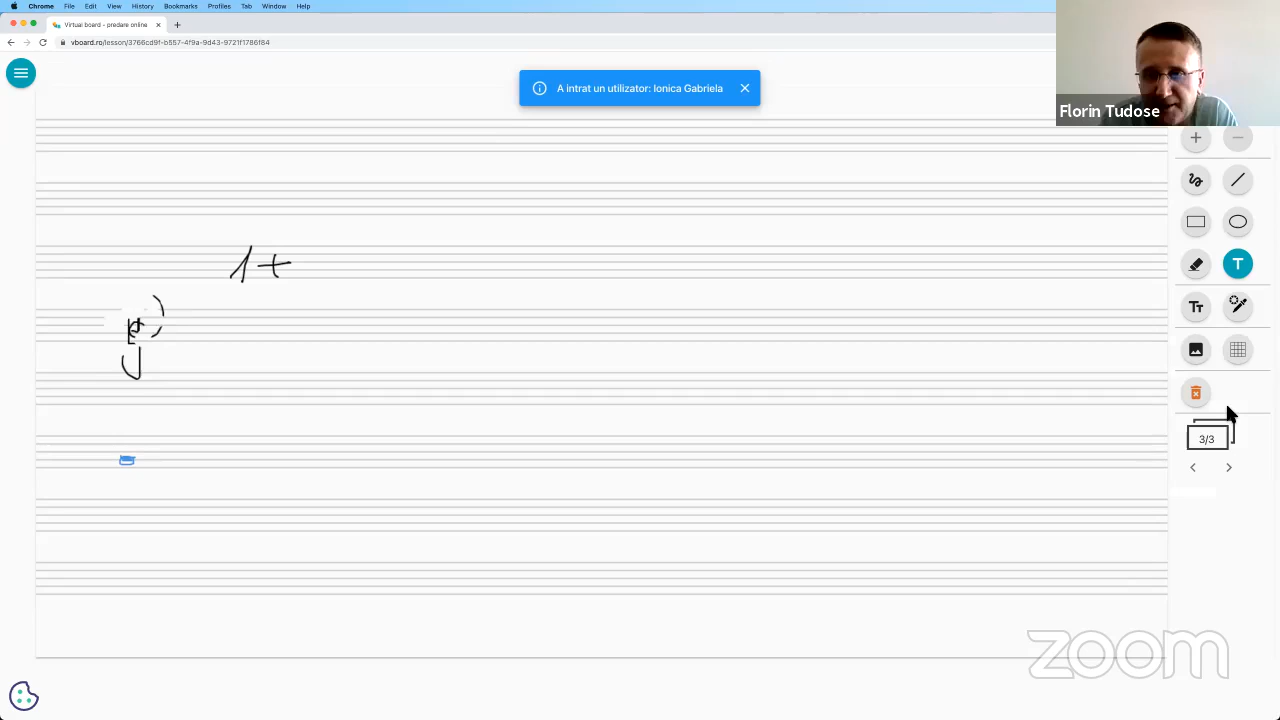 Chrome File Edit View History Bookmarks Profiles Tab Window Help
Virtual board - predare online
vboard.ro/lesson/3766cd9f-b557-4f9a-9d43-9721f1786f84
A intrat un utilizator: Ionica Gabriela
Florin Tudose
1+
T
TT
3/3
zoom